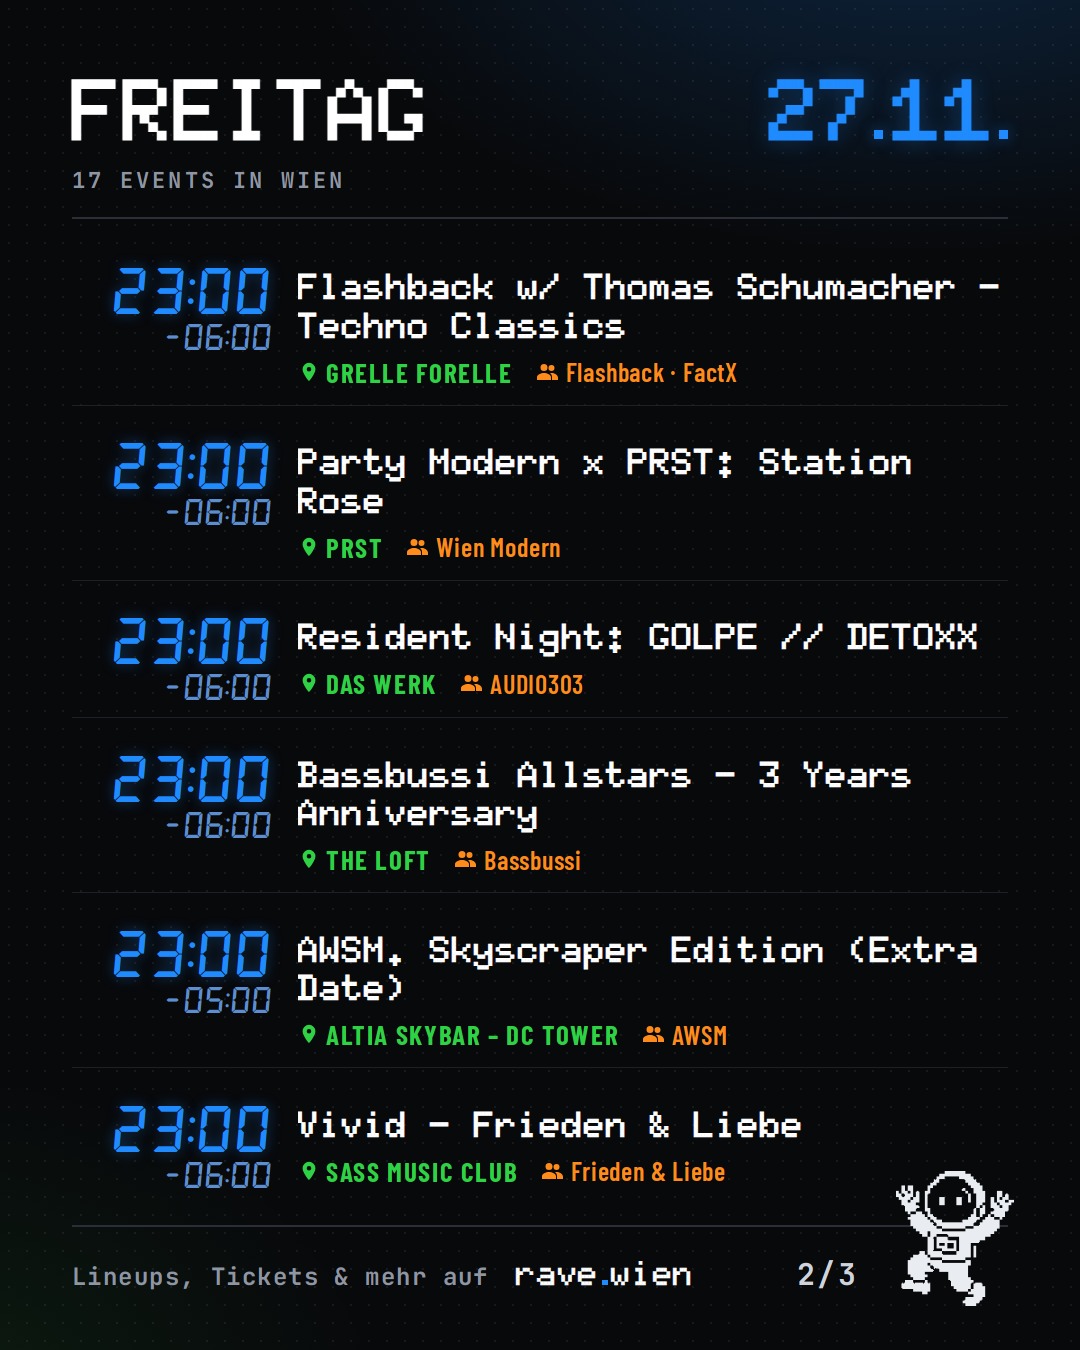 FREITAG 27.11.
17 EVENTS IN WIEN
23:00 Flashback w/ Thomas Schumacher -
-06:00 Techno Classics
GRELLE FORELLE Flashback · FactX
23:00 Party Modern x PRST: Station
-06:00 Rose
PRST Wien Modern
23:00 Resident Night: GOLPE // DETOXX
-06:00 DAS WERK AUDIO303
23:00 Bassbussi Allstars - 3 Years
-06:00 Anniversary
THE LOFT Bassbussi
23:00 AWSM. Skyscraper Edition (Extra
-05:00 Date)
ALTIA SKYBAR - DC TOWER AWSM
23:00 Vivid - Frieden & Liebe
-06:00 SASS MUSIC CLUB Frieden & Liebe
Lineups, Tickets & mehr auf rave.wien 2/3